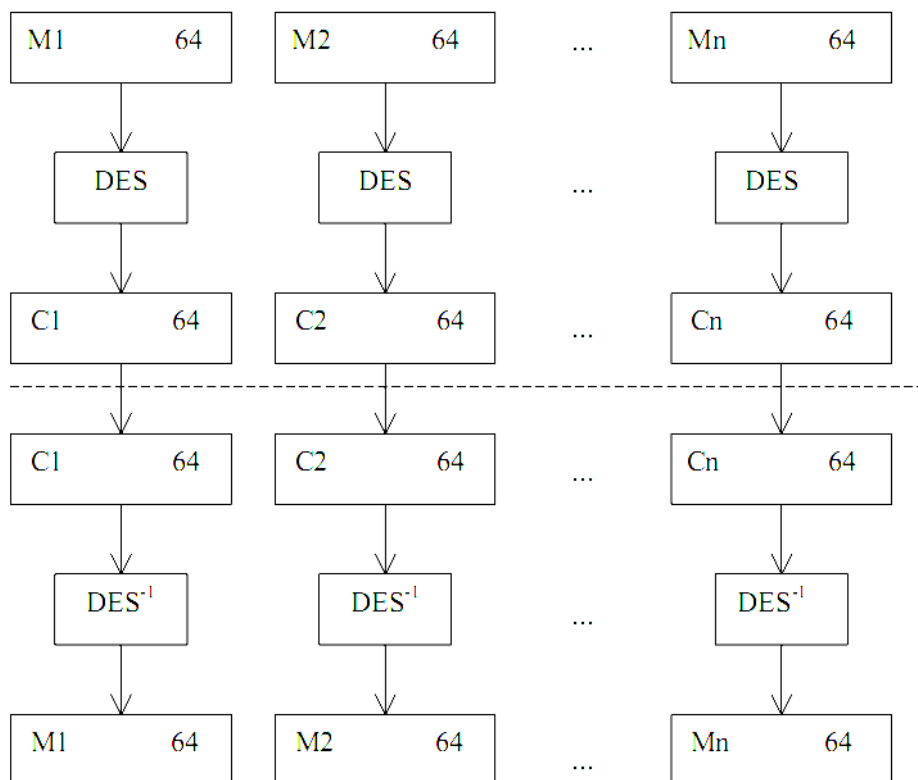 M1 64 M2 64 ... Mn 64
DES DES ... DES
C1 64 C2 64 ... Cn 64
C1 64 C2 64 ... Cn 64
DES⁻¹ DES⁻¹ ... DES⁻¹
M1 64 M2 64 ... Mn 64